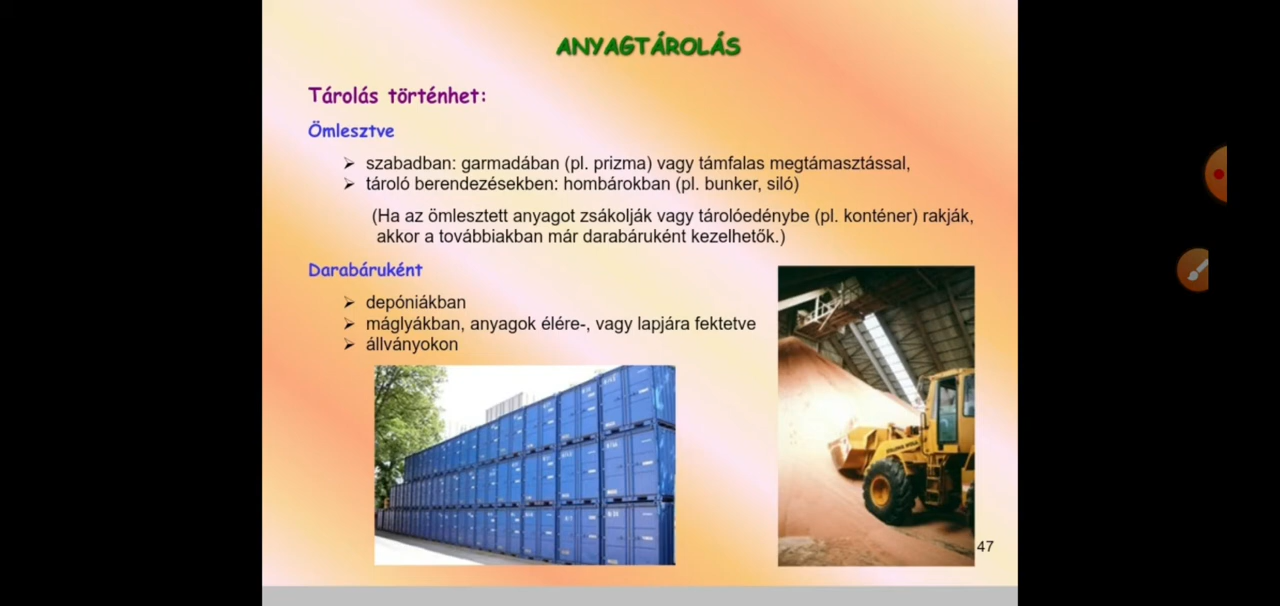 ANYAGTÁROLÁS
Tárolás történhet:
Ömlesztve
➢ szabadban: garmadában (pl. prizma) vagy támfalas megtámasztással,
➢ tároló berendezésekben: hombárokban (pl. bunker, siló)
(Ha az ömlesztett anyagot zsákolják vagy tárolóedénybe (pl. konténer) rakják,
akkor a továbbiakban már darabáruként kezelhetők.)
Darabáruként
➢ depóniákban
➢ máglyákban, anyagok élére-, vagy lapjára fektetve
➢ állványokon
47